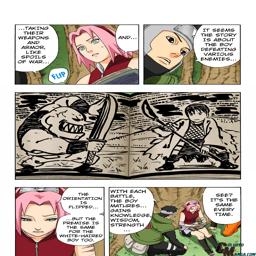 ...TAKING
THEIR
WEAPONS
AND
ARMOR,
LIKE
SPOILS
OF WAR...
FLIP
AND...
IT SEEMS
THE STORY
IS ABOUT
THE BOY
DEFEATING
VARIOUS
ENEMIES...
THE
ORIENTATION
IS
FLIPPED...
...BUT THE
PREMISE IS
THE SAME
FOR THE
WHITE-HAIRED
BOY TOO.
WITH EACH
BATTLE,
THE BOY
MATURES...
GAINS
KNOWLEDGE,
WISDOM,
STRENGTH...
SEE?
IT'S THE
SAME
EVERY
TIME.